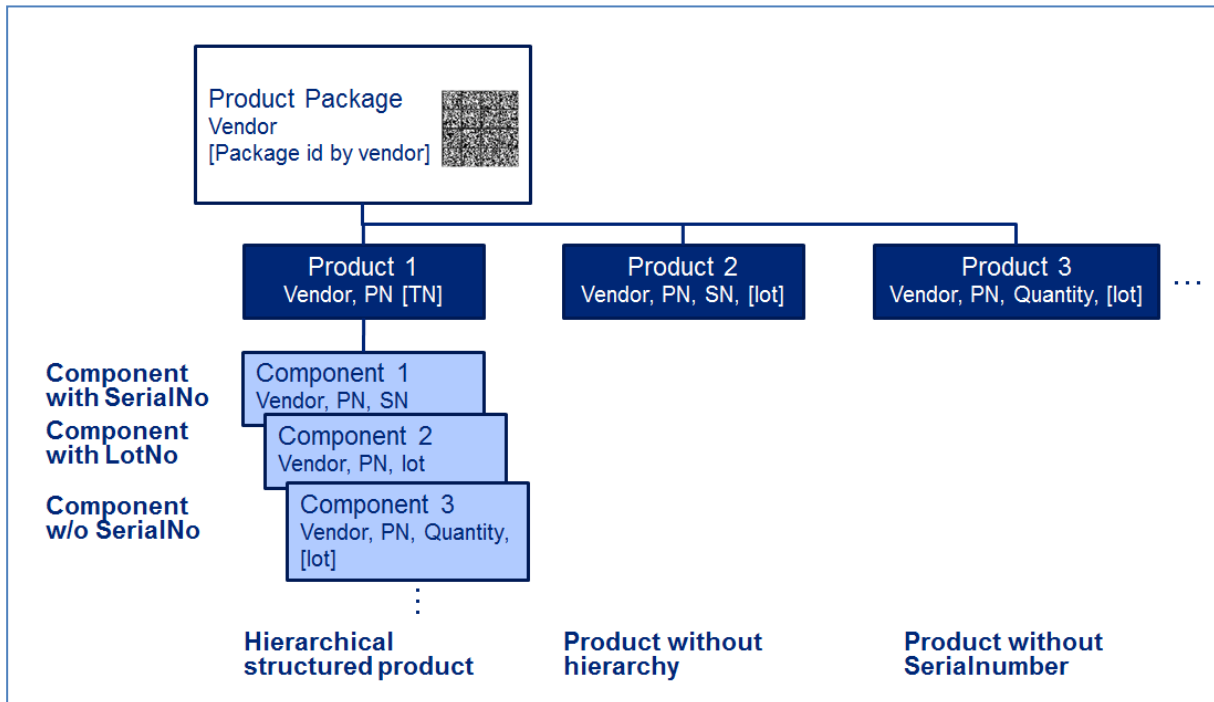 Product Package
Vendor
[Package id by vendor]
Product 1
Vendor, PN [TN]
Product 2
Vendor, PN, SN, [lot]
Product 3
Vendor, PN, Quantity, [lot]
...
Component
with SerialNo
Component 1
Vendor, PN, SN
Component
with LotNo
Component 2
Vendor, PN, lot
Component
w/o SerialNo
Component 3
Vendor, PN, Quantity,
[lot]
Hierarchical
structured product
Product without
hierarchy
Product without
Serialnumber